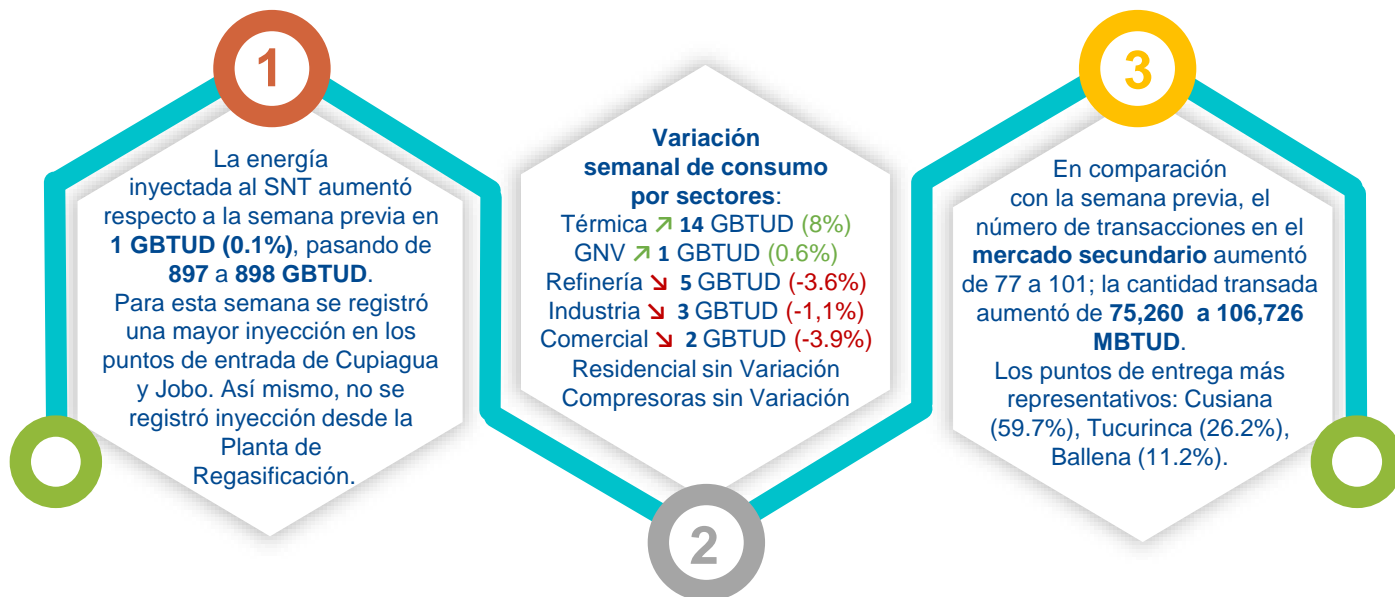 1
La energía
inyectada al SNT aumentó
respecto a la semana previa en
1 GBTUD (0.1%), pasando de
897 a 898 GBTUD.
Para esta semana se registró
una mayor inyección en los
puntos de entrada de Cupiagua
y Jobo. Así mismo, no se
registró inyección desde la
Planta de
Regasificación.
Variación
semanal de consumo
por sectores:
Térmica ↗ 14 GBTUD (8%)
GNV ↗ 1 GBTUD (0.6%)
Refinería ↘ 5 GBTUD (-3.6%)
Industria ↘ 3 GBTUD (-1,1%)
Comercial ↘ 2 GBTUD (-3.9%)
Residencial sin Variación
Compresoras sin Variación
2
3
En comparación
con la semana previa, el
número de transacciones en el
mercado secundario aumentó
de 77 a 101; la cantidad transada
aumentó de 75,260 a 106,726
MBTUD.
Los puntos de entrega más
representativos: Cusiana
(59.7%), Tucurinca (26.2%),
Ballena (11.2%).